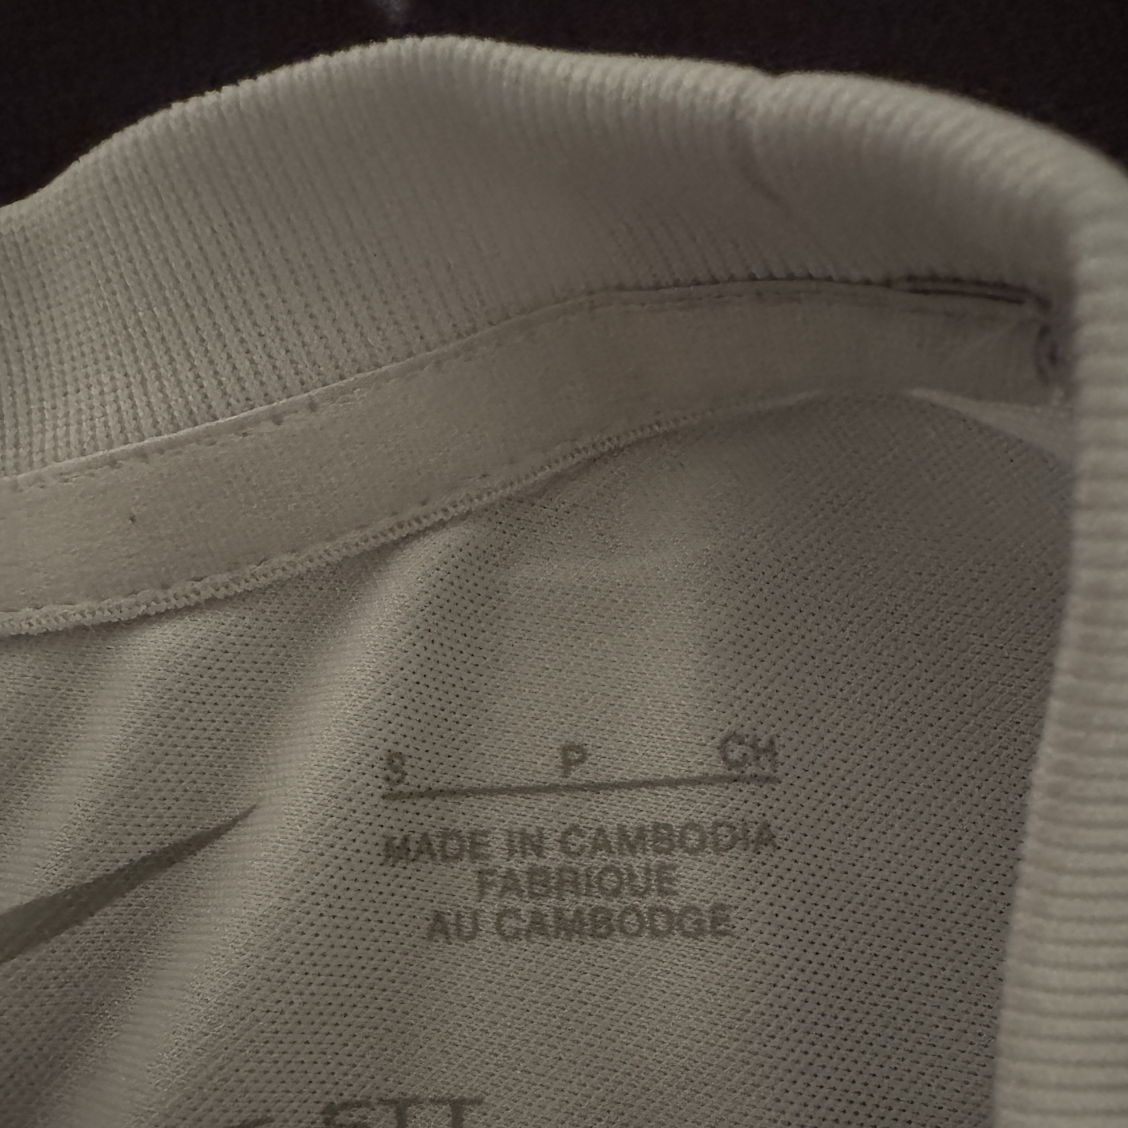 S P CH
MADE IN CAMBODIA
FABRIQUE
AU CAMBODGE